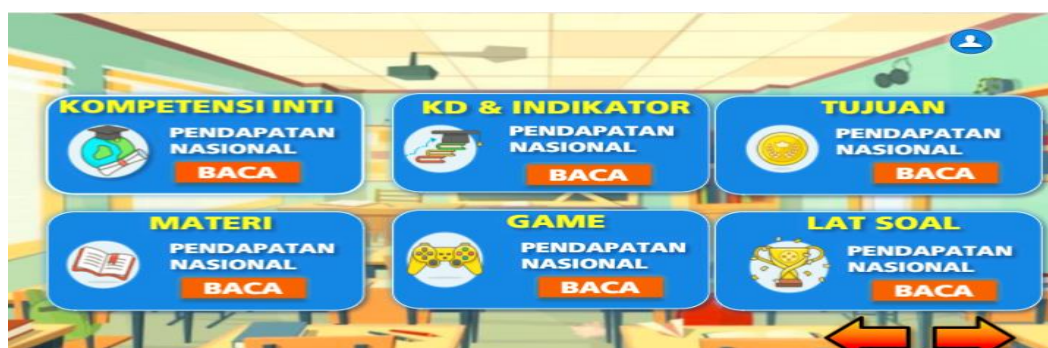 KOMPETENSI INTI
PENDAPATAN
NASIONAL
BACA
KD & INDIKATOR
PENDAPATAN
NASIONAL
BACA
TUJUAN
PENDAPATAN
NASIONAL
BACA
MATERI
PENDAPATAN
NASIONAL
BACA
GAME
PENDAPATAN
NASIONAL
BACA
LAT SOAL
PENDAPATAN
NASIONAL
BACA